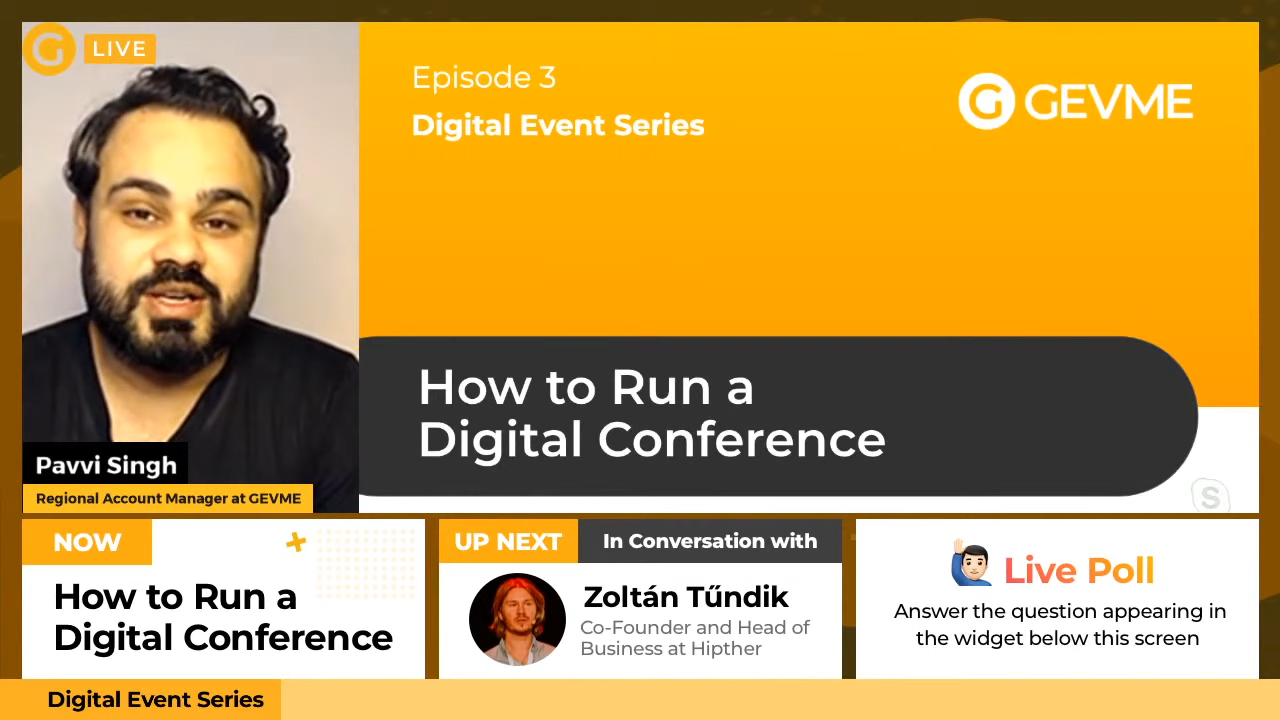 LIVE
Episode 3
Digital Event Series
GEVME
How to Run a
Digital Conference
Pavvi Singh
Regional Account Manager at GEVME
NOW
How to Run a
Digital Conference
UP NEXT
In Conversation with
Zoltán Tűndik
Co-Founder and Head of
Business at Hipther
Live Poll
Answer the question appearing in
the widget below this screen
Digital Event Series